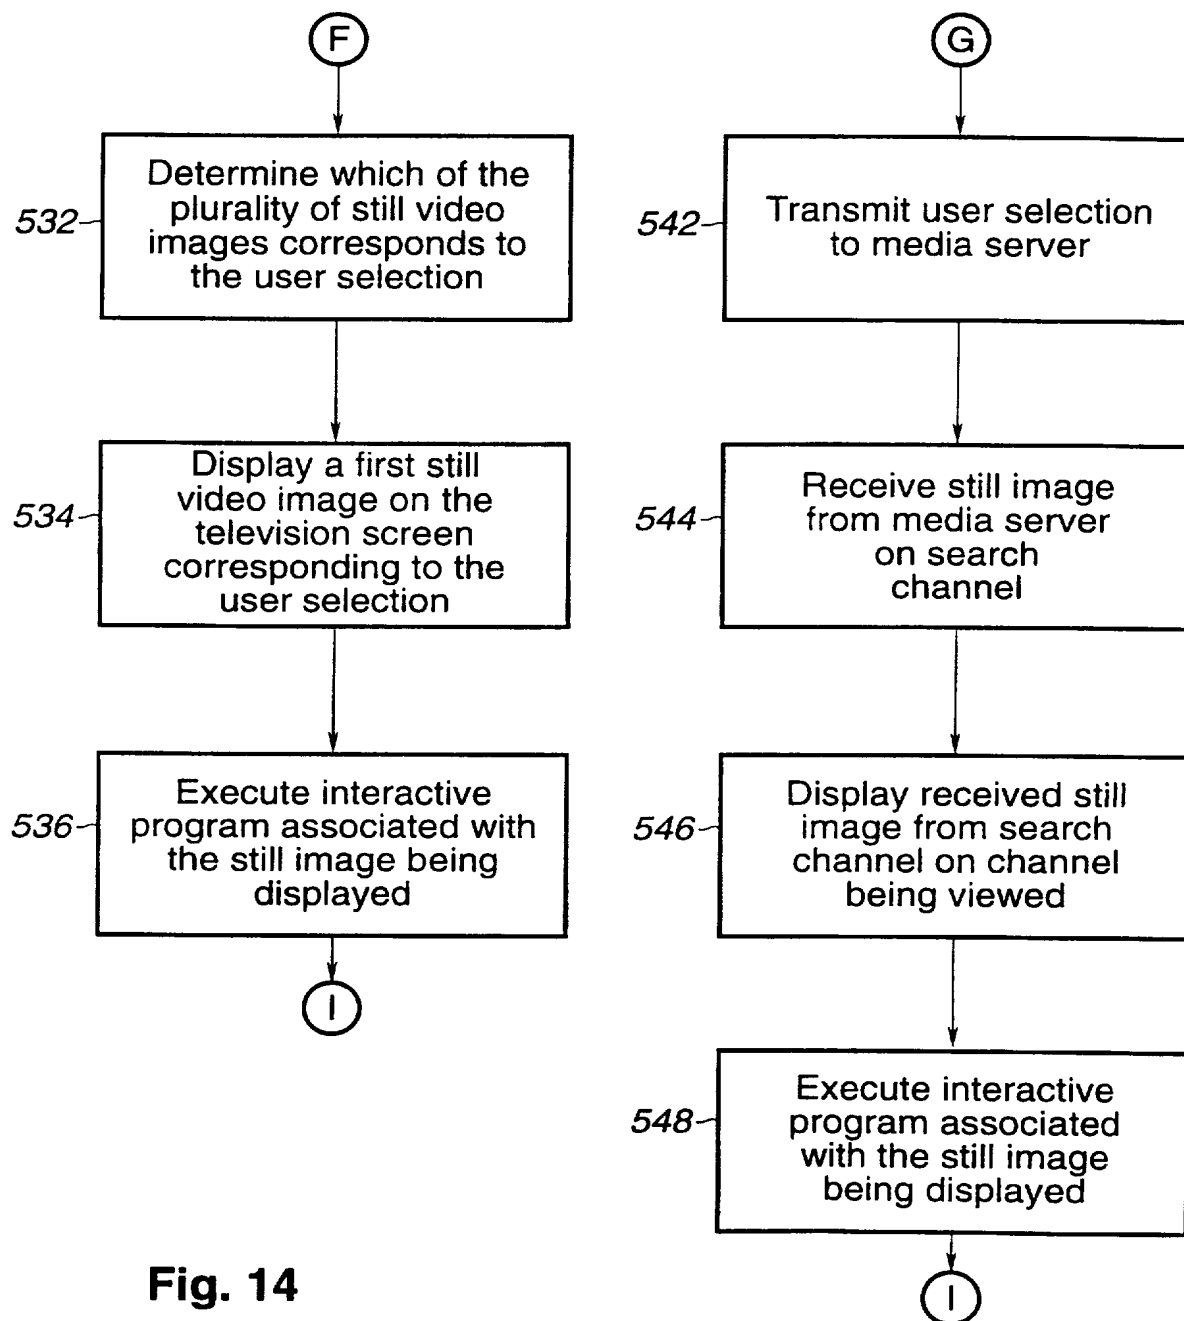 F
532
Determine which of the
plurality of still video
images corresponds to
the user selection
534
Display a first still
video image on the
television screen
corresponding to the
user selection
536
Execute interactive
program associated with
the still image being
displayed
I
G
542
Transmit user selection
to media server
544
Receive still image
from media server
on search
channel
546
Display received still
image from search
channel on channel
being viewed
548
Execute interactive
program associated
with the still image
being displayed
I
Fig. 14